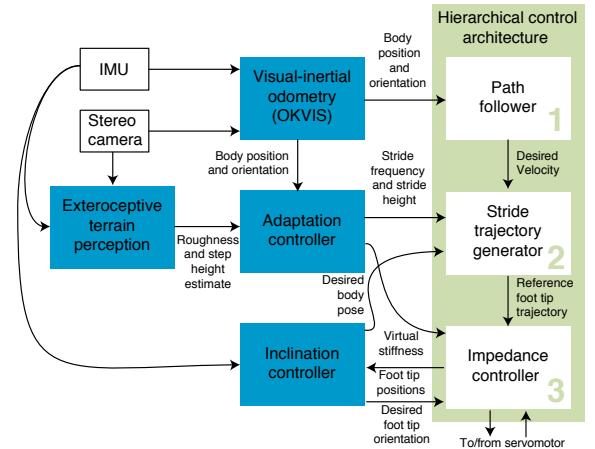 Hierarchical control
architecture
IMU
Visual-inertial
odometry
(OKVIS)
Body
position
and
orientation
Path
follower
1
Stereo
camera
Body position
and orientation
Stride
frequency
and stride
height
Desired
Velocity
Exteroceptive
terrain
perception
Roughness
and step
height
estimate
Adaptation
controller
Stride
trajectory
generator
2
Desired
body
pose
Reference
foot tip
trajectory
Inclination
controller
Virtual
stiffness
Foot tip
positions
Desired
foot tip
orientation
Impedance
controller
3
To/from servomotor